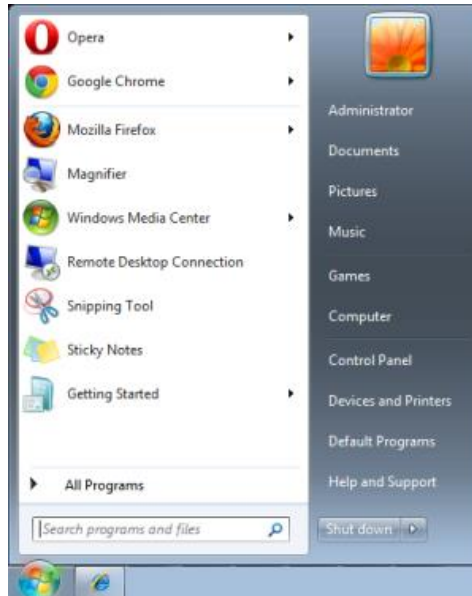 Opera
Google Chrome
Mozilla Firefox
Magnifier
Windows Media Center
Remote Desktop Connection
Snipping Tool
Sticky Notes
Getting Started
All Programs
Search programs and files
Administrator
Documents
Pictures
Music
Games
Computer
Control Panel
Devices and Printers
Default Programs
Help and Support
Shut down